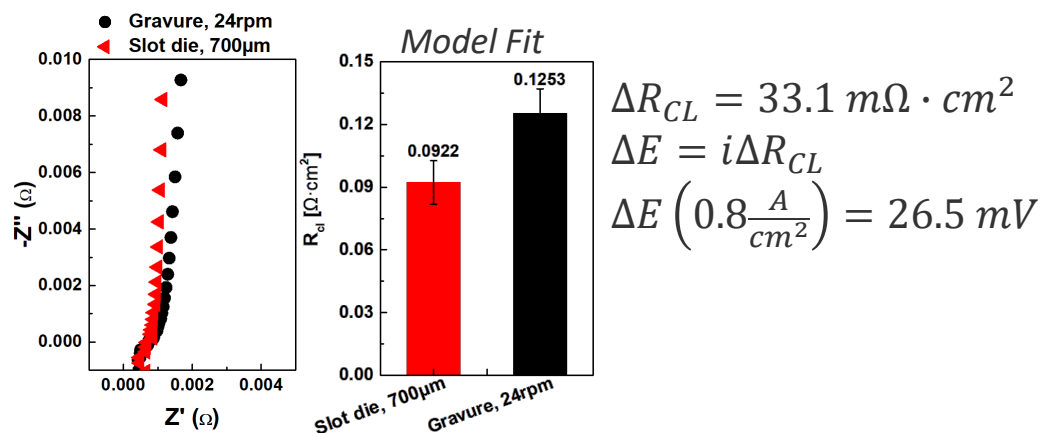 Gravure, 24rpm
Slot die, 700µm
0.010
0.008
0.006
0.004
0.002
0.000
-Z'' (Ω)
0.000 0.002 0.004
Z' (Ω)
Model Fit
0.15
0.12
0.09
0.06
0.03
0.00
R_cl [Ω·cm²]
0.0922
0.1253
Slot die, 700µm
Gravure, 24rpm
ΔR_CL = 33.1 mΩ · cm²
ΔE = iΔR_CL
ΔE (0.8 A/cm²) = 26.5 mV